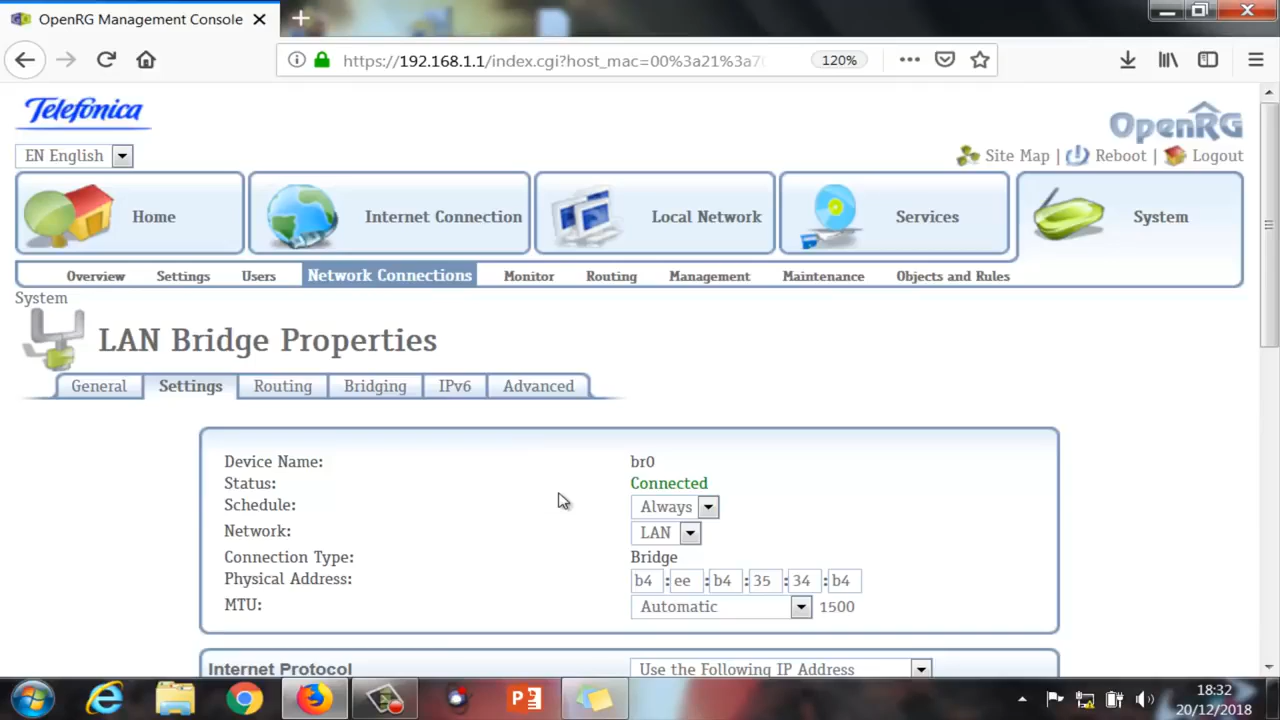 OpenRG Management Console
https://192.168.1.1/index.cgi?host_mac=00%3a21%3a7
120%
Telefónica
OpenRG
EN English
Site Map | Reboot | Logout
Home
Internet Connection
Local Network
Services
System
Overview Settings Users Network Connections Monitor Routing Management Maintenance Objects and Rules
System
LAN Bridge Properties
General Settings Routing Bridging IPv6 Advanced
Device Name: br0
Status: Connected
Schedule: Always
Network: LAN
Connection Type: Bridge
Physical Address: b4 : ee : b4 : 35 : 34 : b4
MTU: Automatic 1500
Internet Protocol Use the Following IP Address
18:32
20/12/2018